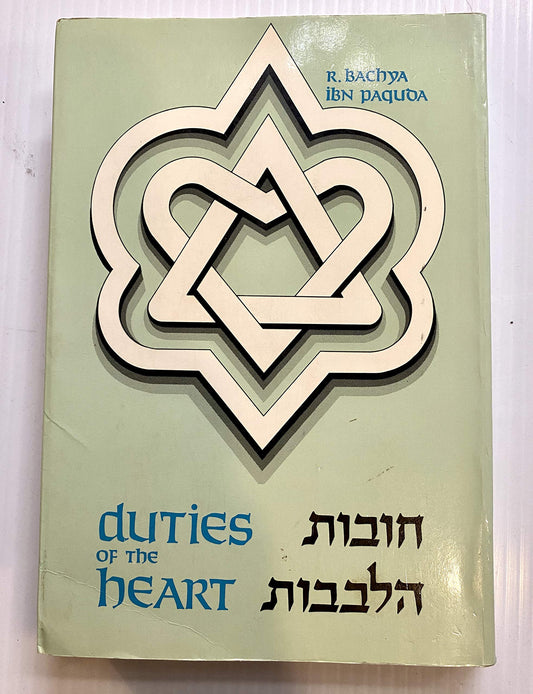 R. Bachya
ibn Paquda
duties
of the
heart
חובות
הלבבות